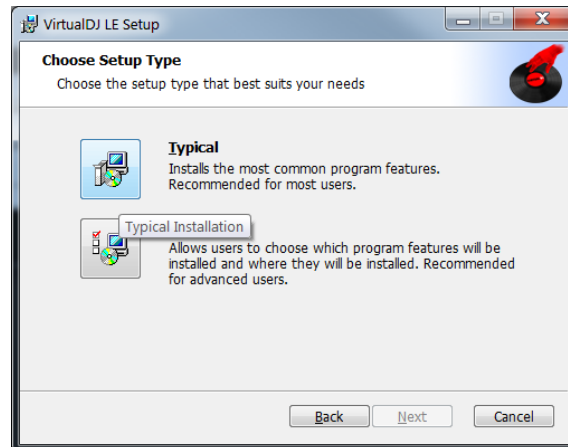 VirtualDJ LE Setup
Choose Setup Type
Choose the setup type that best suits your needs
Typical
Installs the most common program features.
Recommended for most users.
Typical Installation
Allows users to choose which program features will be
installed and where they will be installed. Recommended
for advanced users.
Back
Next
Cancel